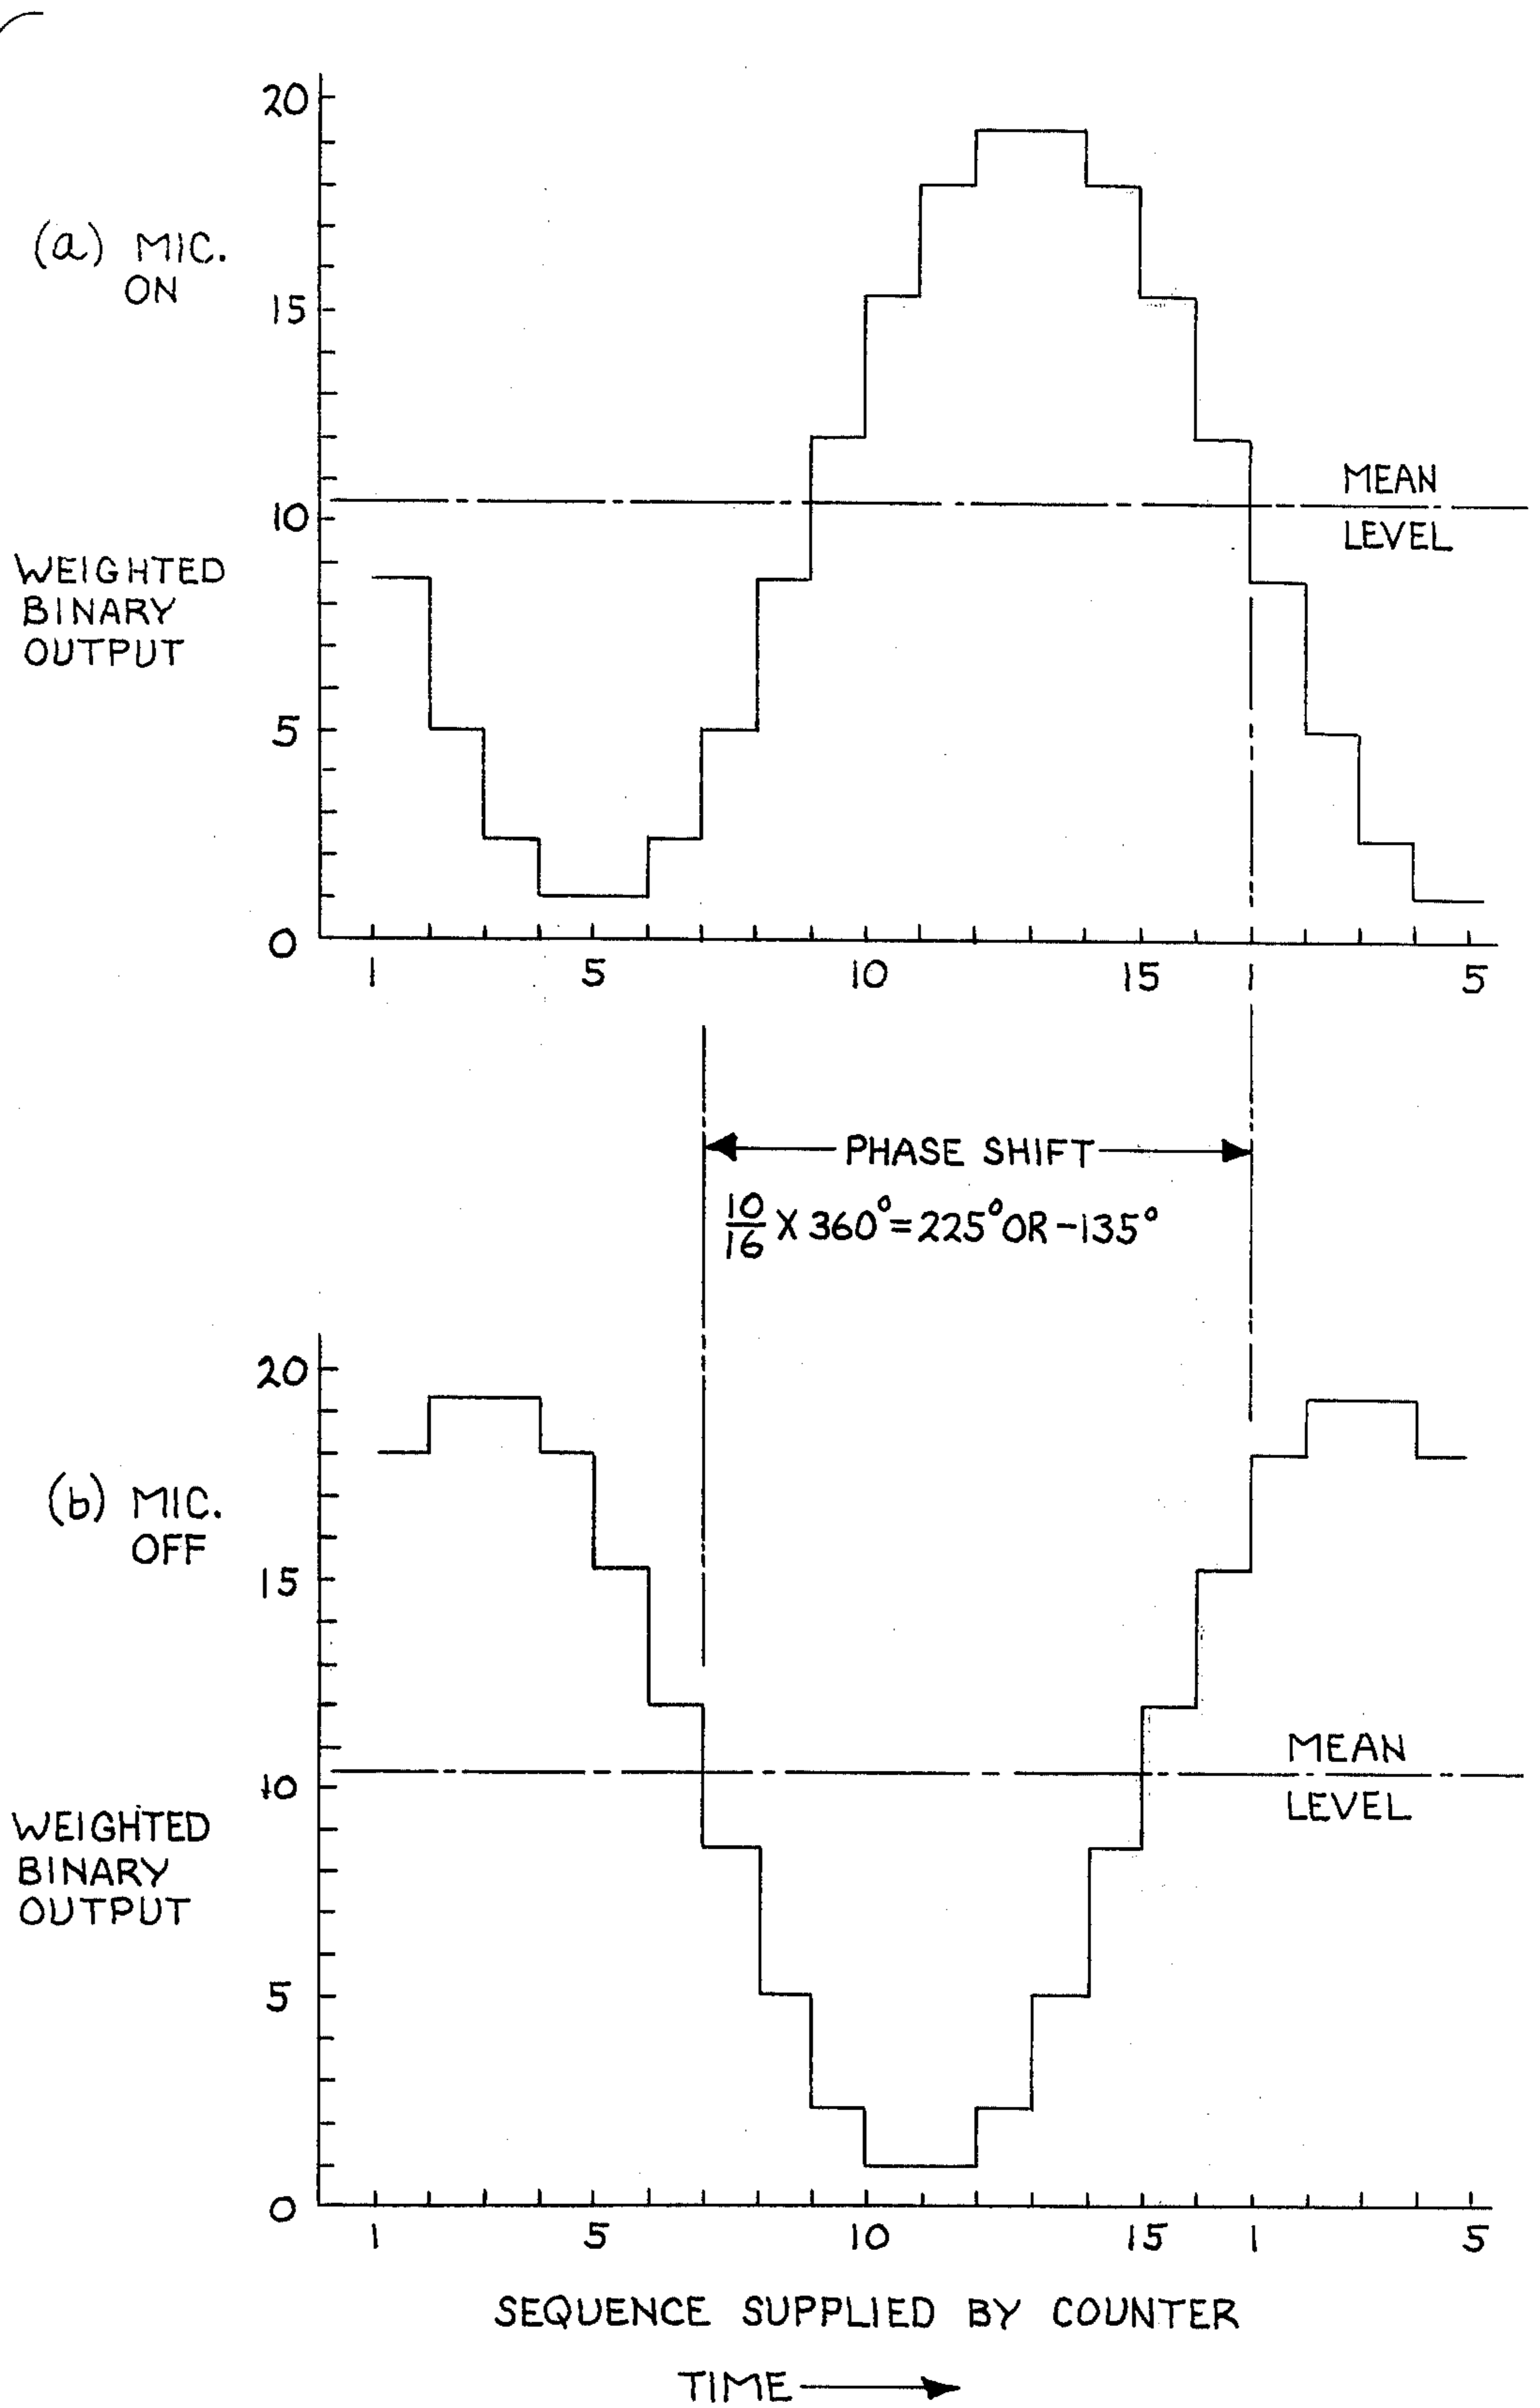 20
(a) MIC.
ON
15
MEAN
10
LEVEL
WEIGHTED
BINARY
OUTPUT
5
0
1 5 10 15 1 5
PHASE SHIFT
10/16 X 360° = 225° OR -135°
20
(b) MIC.
OFF
15
MEAN
10
LEVEL
WEIGHTED
BINARY
OUTPUT
5
0
1 5 10 15 1 5
SEQUENCE SUPPLIED BY COUNTER
TIME